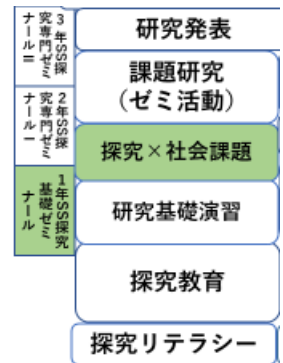 3年SS探
究専門ゼミ
ナールⅡ
2年SS探
究専門ゼミ
ナールⅠ
1年SS探究
基礎ゼミ
ナール
研究発表
課題研究
（ゼミ活動）
探究×社会課題
研究基礎演習
探究教育
探究リテラシー